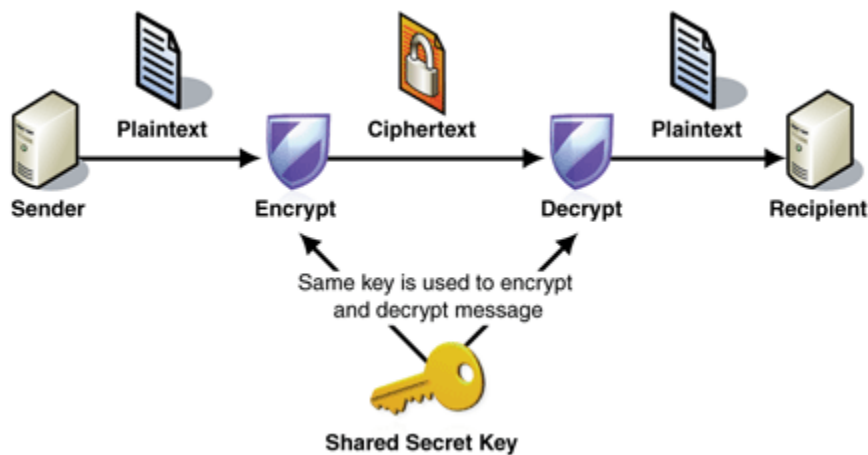 Plaintext
Ciphertext
Plaintext
Sender
Encrypt
Decrypt
Recipient
Same key is used to encrypt
and decrypt message
Shared Secret Key